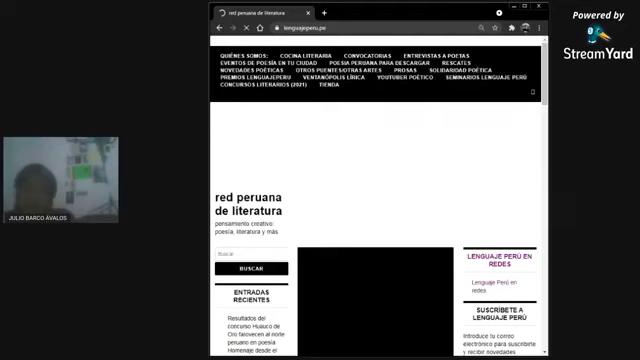 red peruana de literatura
Powered by
StreamYard
lenguajeperu.pe
QUIÉNES SOMOS: COCINA LITERARIA CONVOCATORIAS ENTREVISTAS A POETAS
EVENTOS DE POESÍA EN TU CIUDAD POESIA PERUANA PARA DESCARGAR RESCATES
NOVEDADES POÉTICAS OTROS PUENTES/OTRAS ARTES PROSAS SOLIDARIDAD POÉTICA
PREMIOS LENGUAJEPERU VENTANÓPOLIS LÍRICA YOUTUBER POÉTICO SEMINARIOS LENGUAJE PERÚ
CONCURSOS LITERARIOS (2021) TIENDA
JULIO BARCO ÁVALOS
red peruana
de literatura
pensamiento creativo
poesía, literatura y más
Buscar
BUSCAR
ENTRADAS
RECIENTES
Resultados del
concurso Huauco de
Oro farovecen al norte
peruano en poesía
Homenaje desde el
LENGUAJE PERÚ EN
REDES
Lenguaje Perú en
redes
SUSCRÍBETE A
LENGUAJE PERÚ
Introduce tu correo
electrónico para suscribirte
y recibir novedades